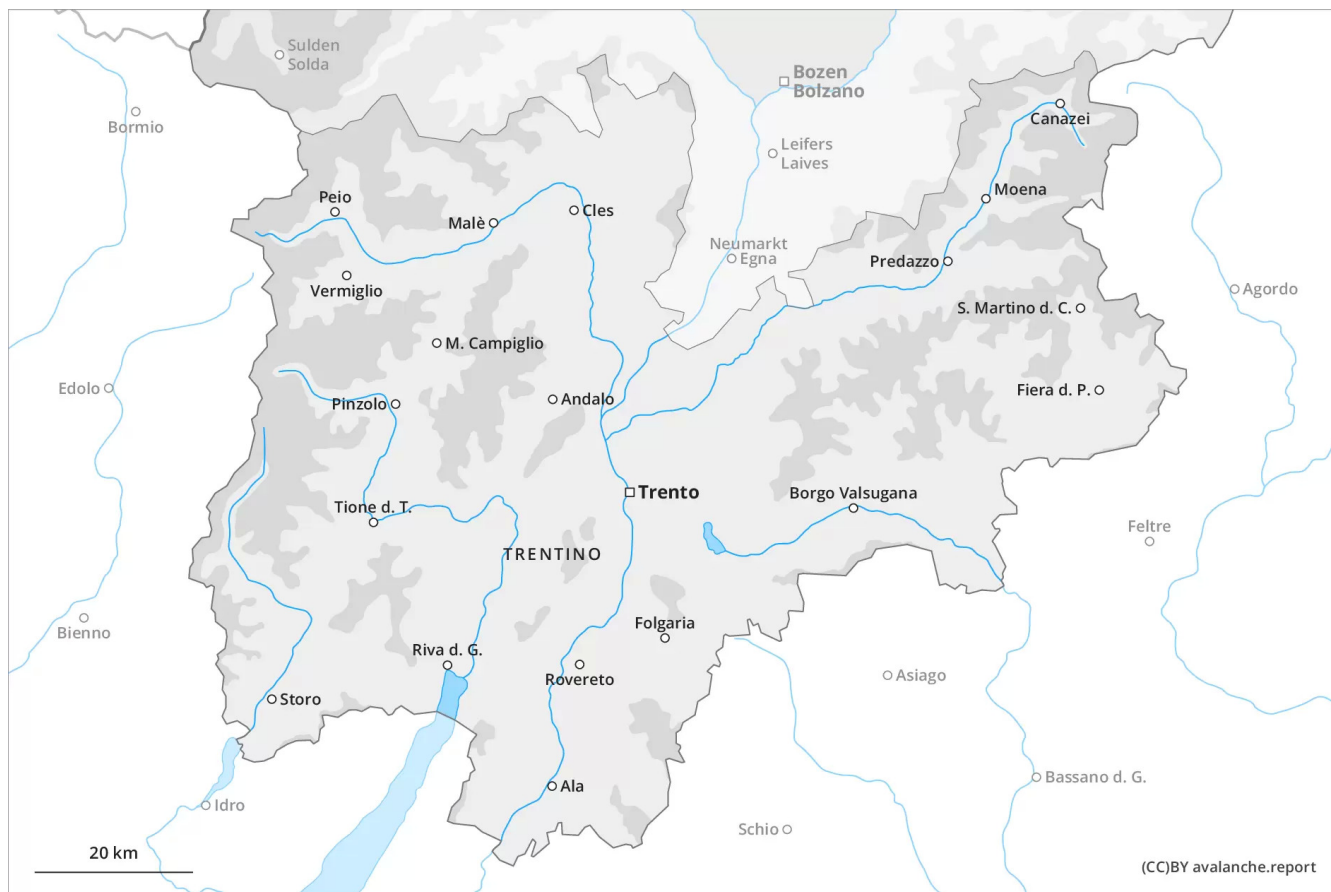 Sulden
Solda
Bozen
Bolzano
Bormio
Canazei
Leifers
Laives
Peio
Moena
Malè
Cles
Neumarkt
Egna
Predazzo
Vermiglio
Agordo
S. Martino d. C.
M. Campiglio
Edolo
Fiera d. P.
Pinzolo
Andalo
Trento
Borgo Valsugana
Tione d. T.
Feltre
TRENTINO
Bienno
Folgaria
Riva d. G.
Rovereto
Asiago
Storo
Bassano d. G.
Ala
Idro
Schio
20 km
(CC)BY avalanche.report